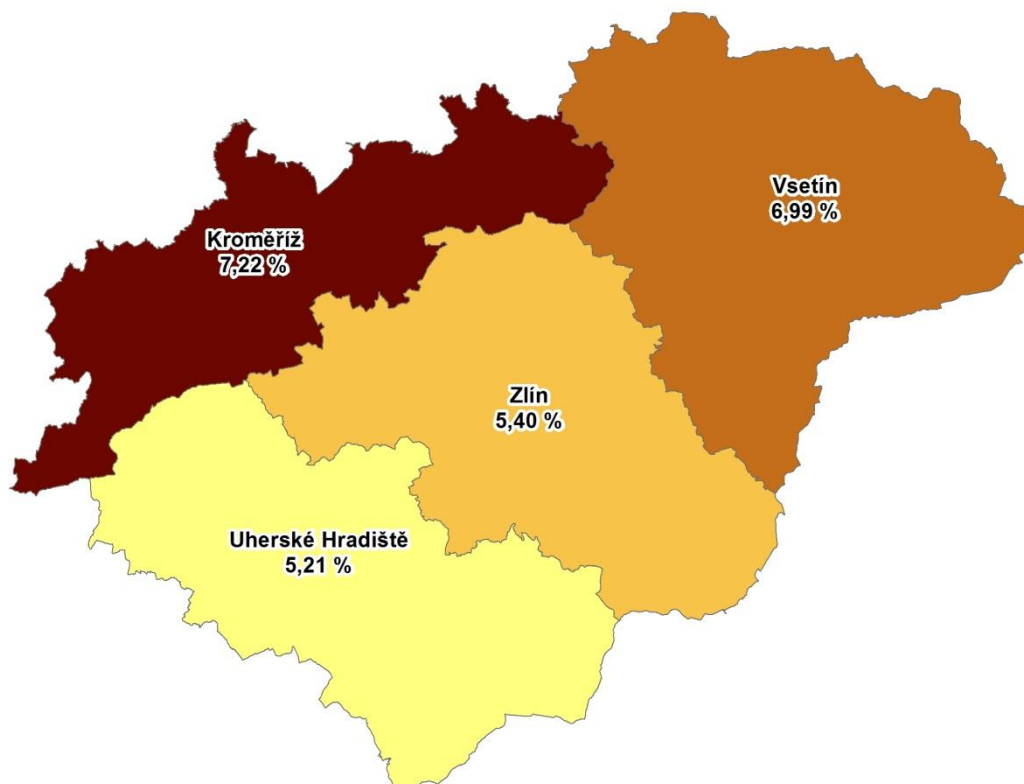 Vsetín
6,99 %
Kroměříž
7,22 %
Zlín
5,40 %
Uherské Hradiště
5,21 %